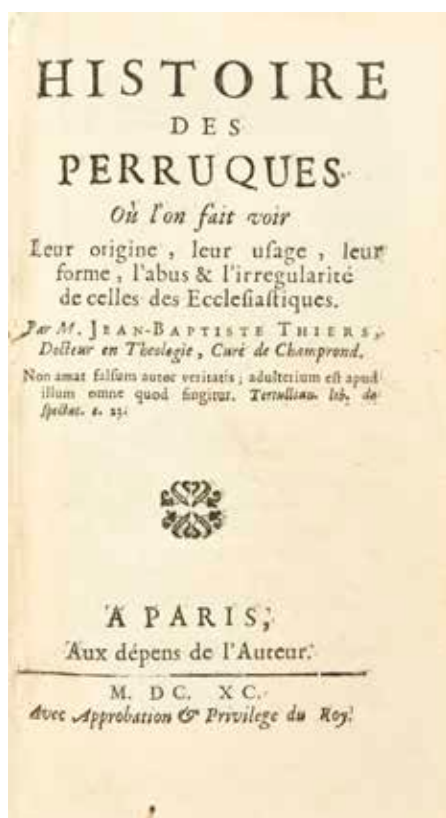 HISTOIRE
DES
PERRUQUES
Où l'on fait voir
Leur origine, leur uſage, leur
forme, l'abus & l'irregularité
de celles des Eccleſiaſtiques.
Par M. JEAN-BAPTISTE THIERS,
Docteur en Theologie, Curé de Champrond.
Non amat falſum autor veritatis; adulterium eſt apud
illum omne quod fingitur. Tertullian. lib. de
ſpectac. c. 23.
A PARIS,
Aux dépens de l'Auteur.
M. DC. XC.
Avec Approbation & Privilege du Roy.